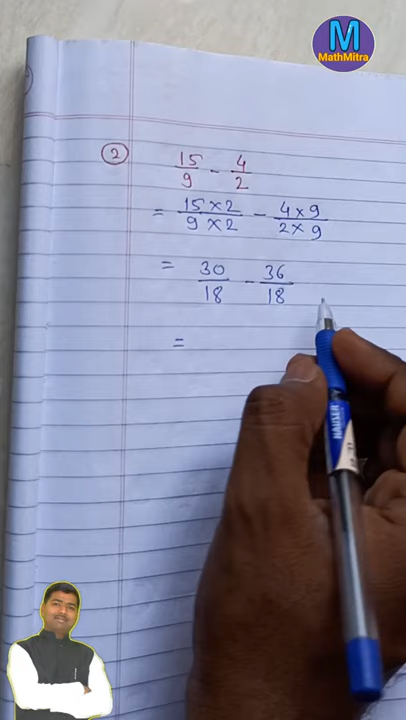 M
MathMitra
2 15/9 - 4/2
= 15×2/9×2 - 4×9/2×9
= 30/18 - 36/18
=
HAUSER